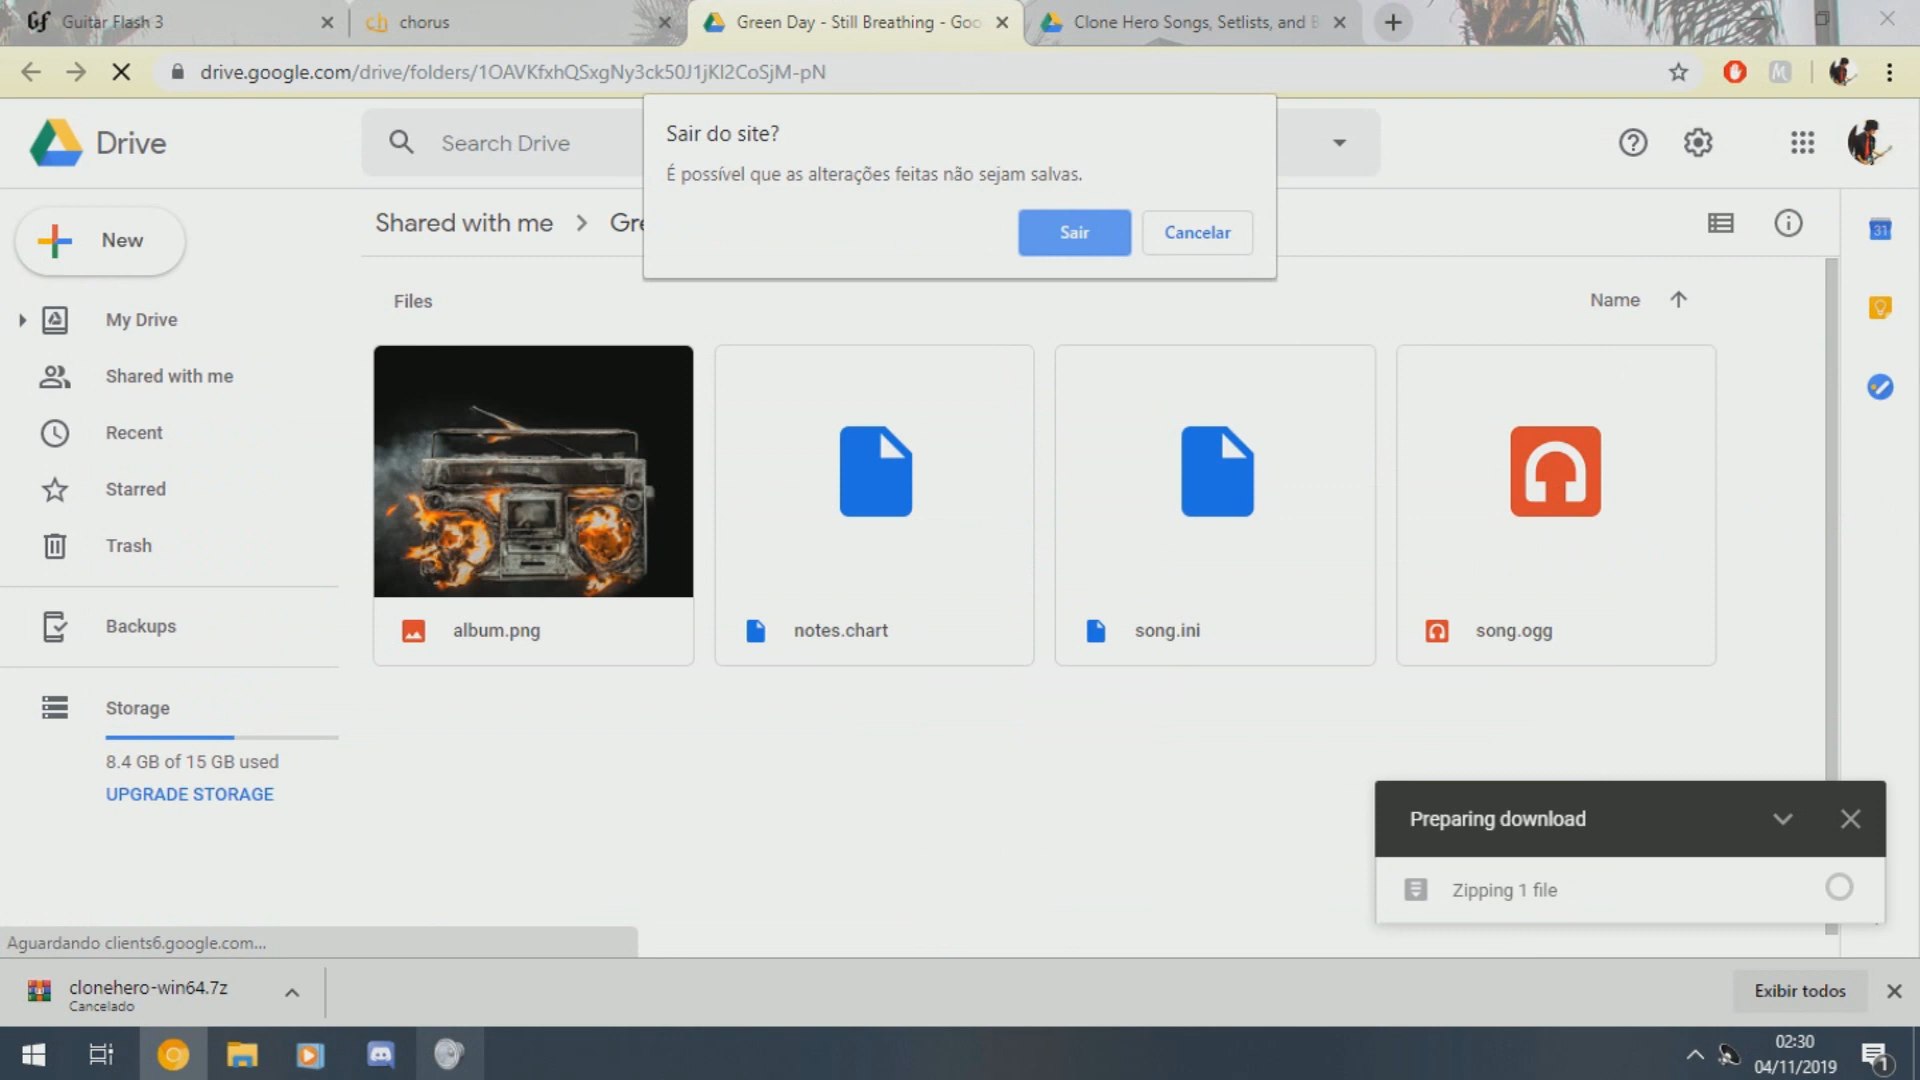 Guitar Flash 3
chorus
Green Day - Still Breathing - Goo
Clone Hero Songs, Setlists, and B
drive.google.com/drive/folders/1OAVKfxhQSxgNy3ck50J1jKl2CoSjM-pN
Drive
Search Drive
Sair do site?
É possível que as alterações feitas não sejam salvas.
Sair
Cancelar
New
Shared with me
Gre
31
Files
Name
My Drive
Shared with me
Recent
Starred
Trash
Backups
Storage
8.4 GB of 15 GB used
UPGRADE STORAGE
album.png
notes.chart
song.ini
song.ogg
Preparing download
Zipping 1 file
Aguardando clients6.google.com...
clonehero-win64.7z
Cancelado
Exibir todos
02:30
04/11/2019
1